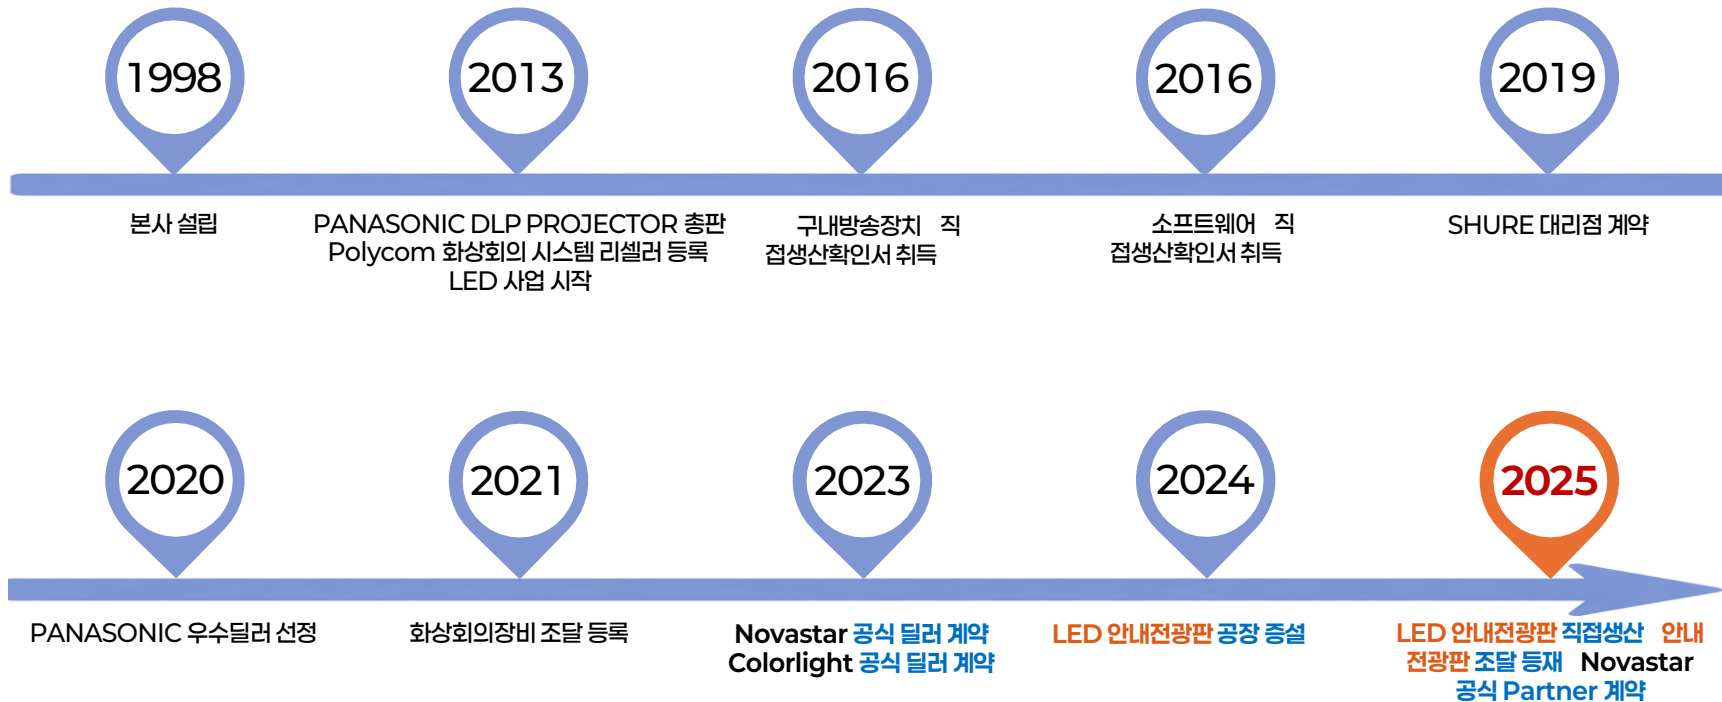 1998
2013
2016
2016
2019
본사 설립
PANASONIC DLP PROJECTOR 총판
Polycom 화상회의 시스템 리셀러 등록
LED 사업 시작
구내방송장치 직
접생산확인서 취득
소프트웨어 직
접생산확인서 취득
SHURE 대리점 계약
2020
2021
2023
2024
2025
PANASONIC 우수딜러 선정
화상회의장비 조달 등록
Novastar 공식 딜러 계약
Colorlight 공식 딜러 계약
LED 안내전광판 공장 증설
LED 안내전광판 직접생산 안내
전광판 조달 등재 Novastar
공식 Partner 계약